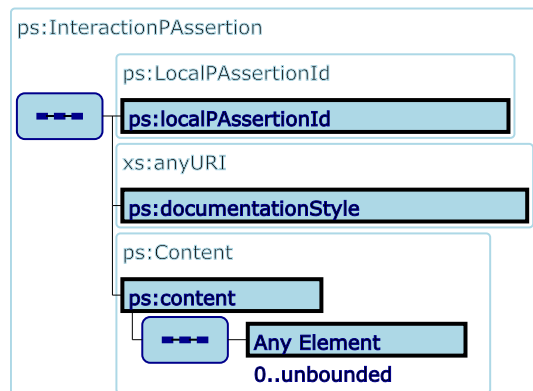 ps:InteractionPAssertion
ps:LocalPAssertionId
ps:localPAssertionId
xs:anyURI
ps:documentationStyle
ps:Content
ps:content
Any Element
0..unbounded